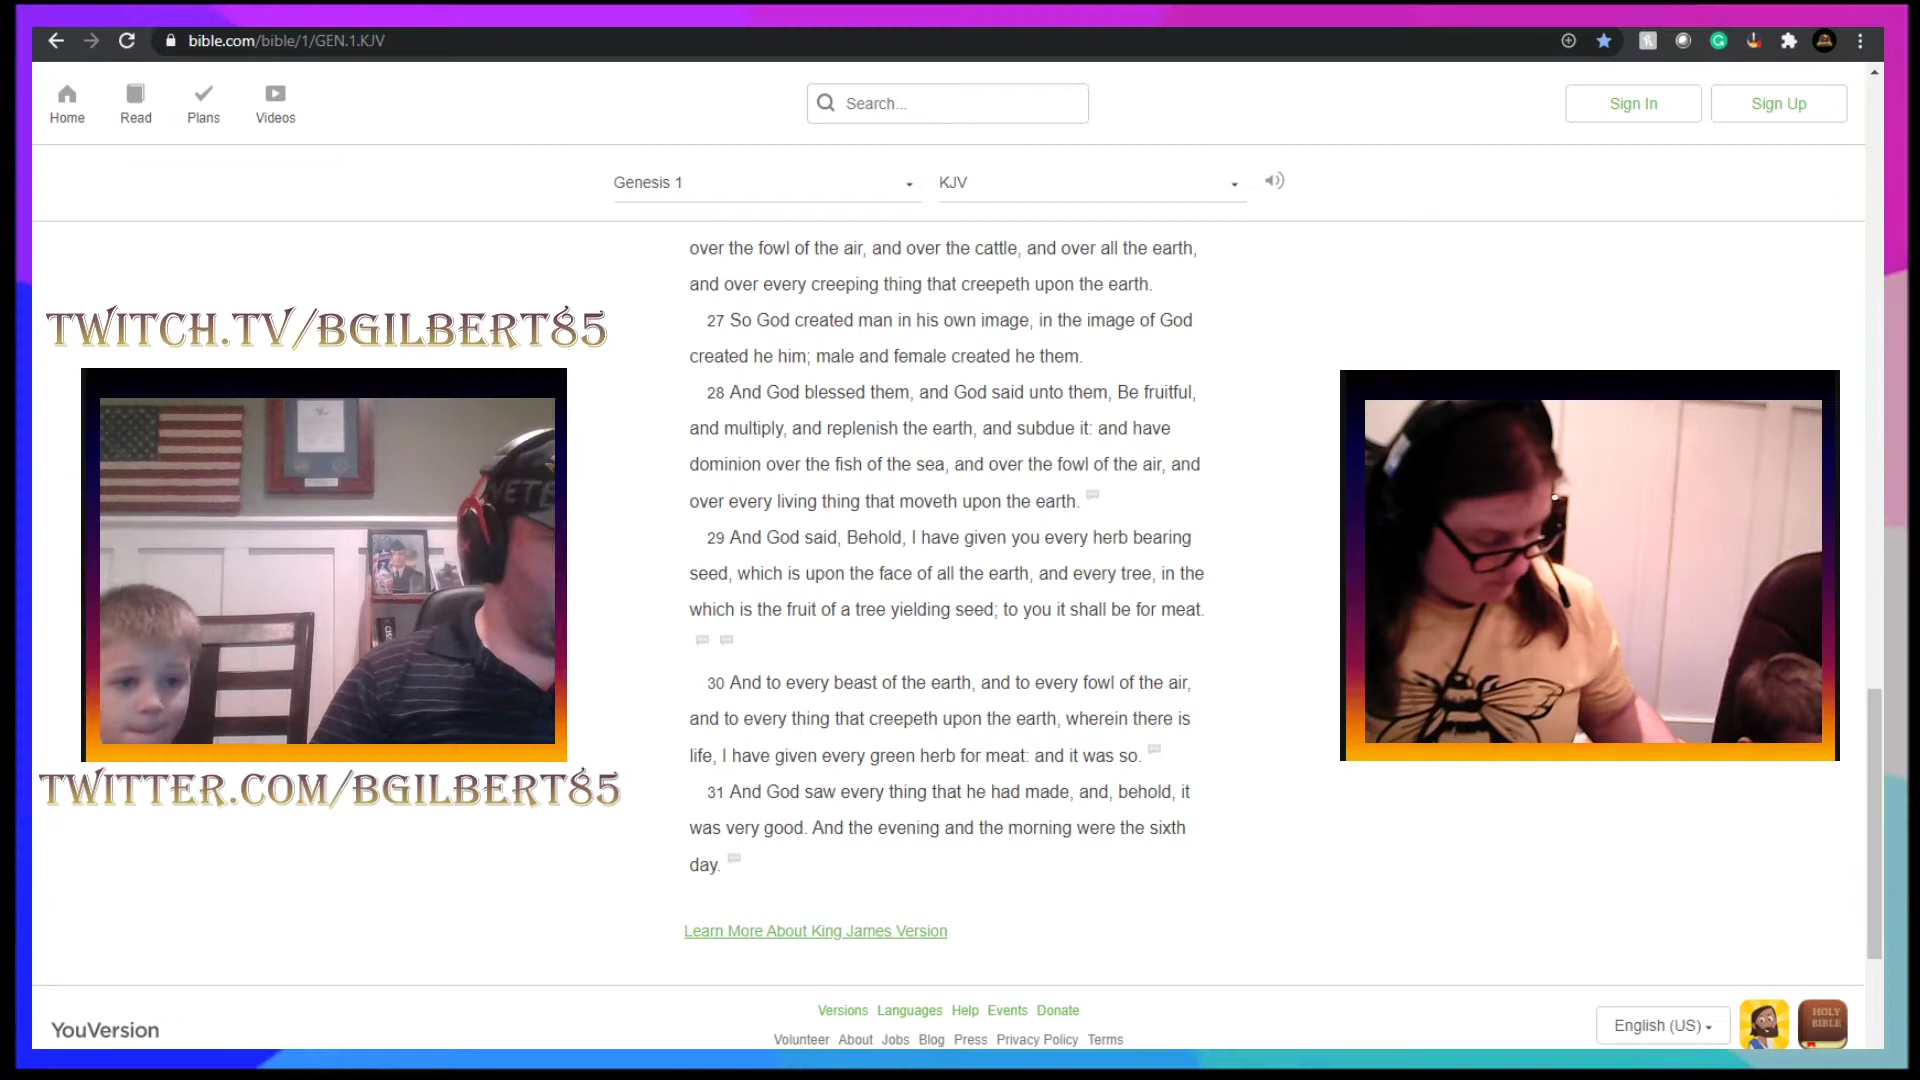 bible.com/bible/1/GEN.1.KJV
Home
Read
Plans
Videos
Search...
Sign In
Sign Up
Genesis 1
KJV
over the fowl of the air, and over the cattle, and over all the earth,
and over every creeping thing that creepeth upon the earth.
27 So God created man in his own image, in the image of God
created he him; male and female created he them.
28 And God blessed them, and God said unto them, Be fruitful,
and multiply, and replenish the earth, and subdue it: and have
dominion over the fish of the sea, and over the fowl of the air, and
over every living thing that moveth upon the earth.
29 And God said, Behold, I have given you every herb bearing
seed, which is upon the face of all the earth, and every tree, in the
which is the fruit of a tree yielding seed; to you it shall be for meat.
30 And to every beast of the earth, and to every fowl of the air,
and to every thing that creepeth upon the earth, wherein there is
life, I have given every green herb for meat: and it was so.
31 And God saw every thing that he had made, and, behold, it
was very good. And the evening and the morning were the sixth
day.
Learn More About King James Version
TWITCH.TV/BGILBERT85
TWITTER.COM/BGILBERT85
YouVersion
Versions Languages Help Events Donate
Volunteer About Jobs Blog Press Privacy Policy Terms
English (US)
HOLY
BIBLE